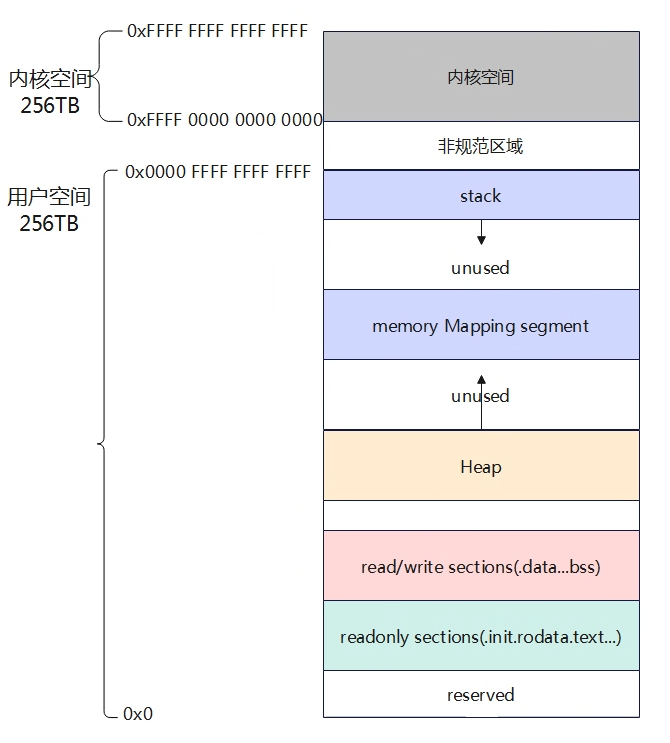 0xFFFF FFFF FFFF FFFF
内核空间
256TB
内核空间
0xFFFF 0000 0000 0000
非规范区域
0x0000 FFFF FFFF FFFF
用户空间
256TB
stack
unused
memory Mapping segment
unused
Heap
read/write sections(.data...bss)
readonly sections(.init.rodata.text...)
reserved
0x0